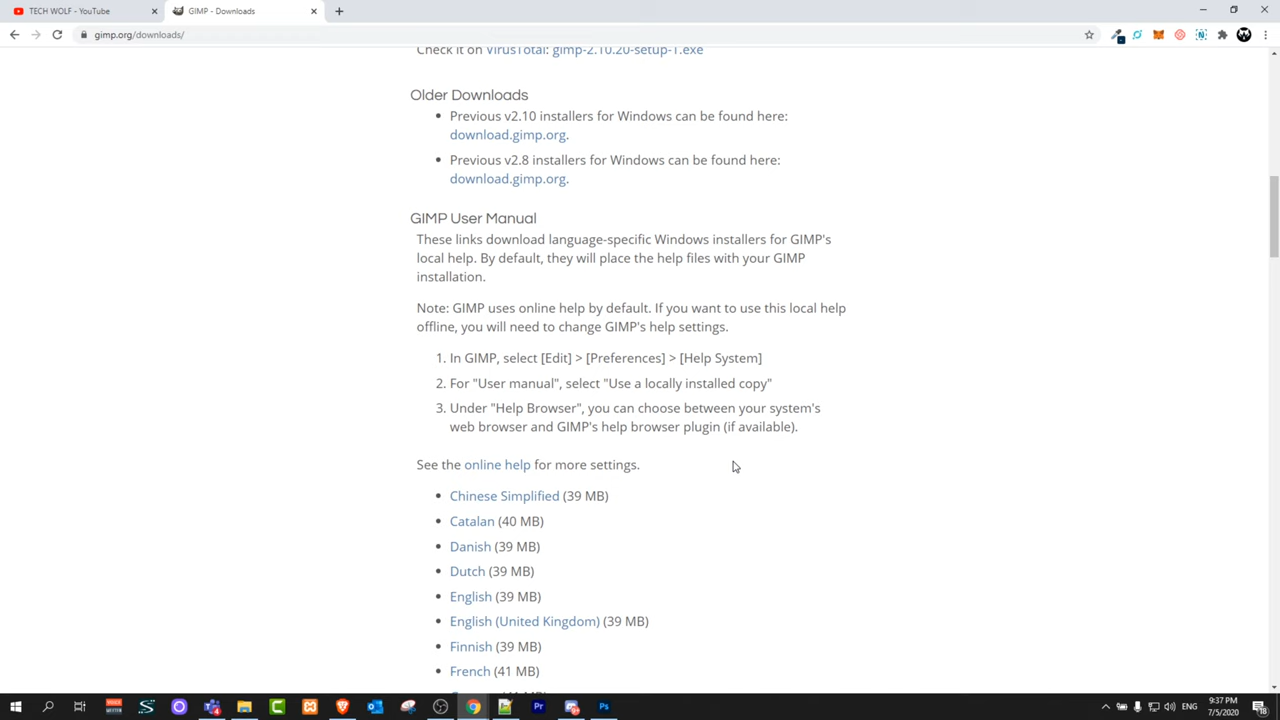 TECH WOLF - YouTube
GIMP - Downloads
gimp.org/downloads/
Check it on VirusTotal: gimp-2.10.20-setup-1.exe
Older Downloads
• Previous v2.10 installers for Windows can be found here:
download.gimp.org.
• Previous v2.8 installers for Windows can be found here:
download.gimp.org.
GIMP User Manual
These links download language-specific Windows installers for GIMP's
local help. By default, they will place the help files with your GIMP
installation.
Note: GIMP uses online help by default. If you want to use this local help
offline, you will need to change GIMP's help settings.
1. In GIMP, select [Edit] > [Preferences] > [Help System]
2. For "User manual", select "Use a locally installed copy"
3. Under "Help Browser", you can choose between your system's
web browser and GIMP's help browser plugin (if available).
See the online help for more settings.
• Chinese Simplified (39 MB)
• Catalan (40 MB)
• Danish (39 MB)
• Dutch (39 MB)
• English (39 MB)
• English (United Kingdom) (39 MB)
• Finnish (39 MB)
• French (41 MB)
ENG
9:37 PM
7/5/2020
18